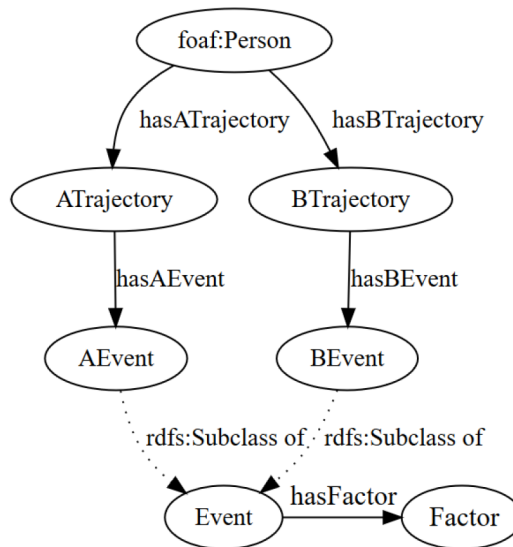 foaf:Person
hasATrajectory
hasBTrajectory
ATrajectory
BTrajectory
hasAEvent
hasBEvent
AEvent
BEvent
rdfs:Subclass of
rdfs:Subclass of
hasFactor
Event
Factor